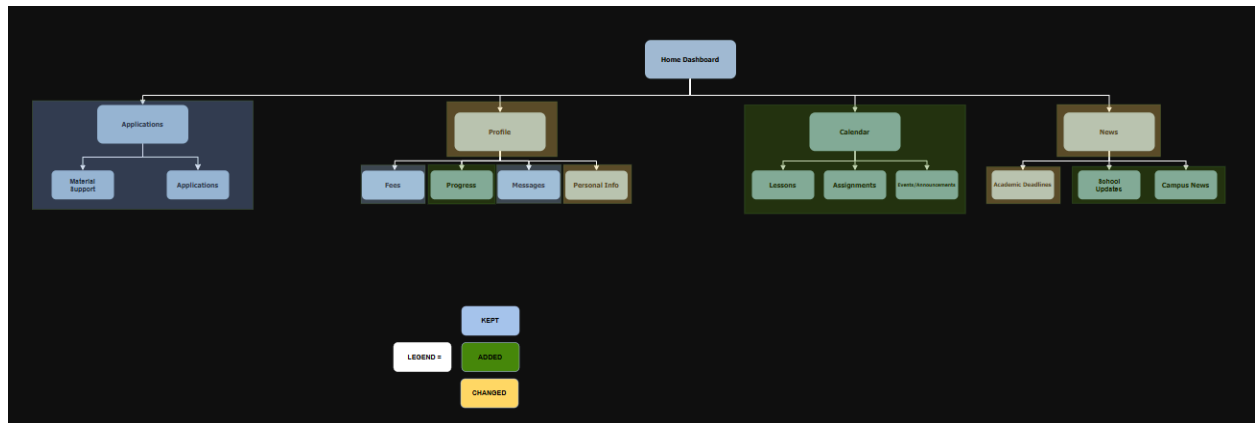 Home Dashboard
Applications
Profile
Calendar
News
Material
Support
Applications
Fees
Progress
Messages
Personal Info
Lessons
Assignments
Events/Announcements
Academic Deadlines
School
Updates
Campus News
KEPT
LEGEND =
ADDED
CHANGED